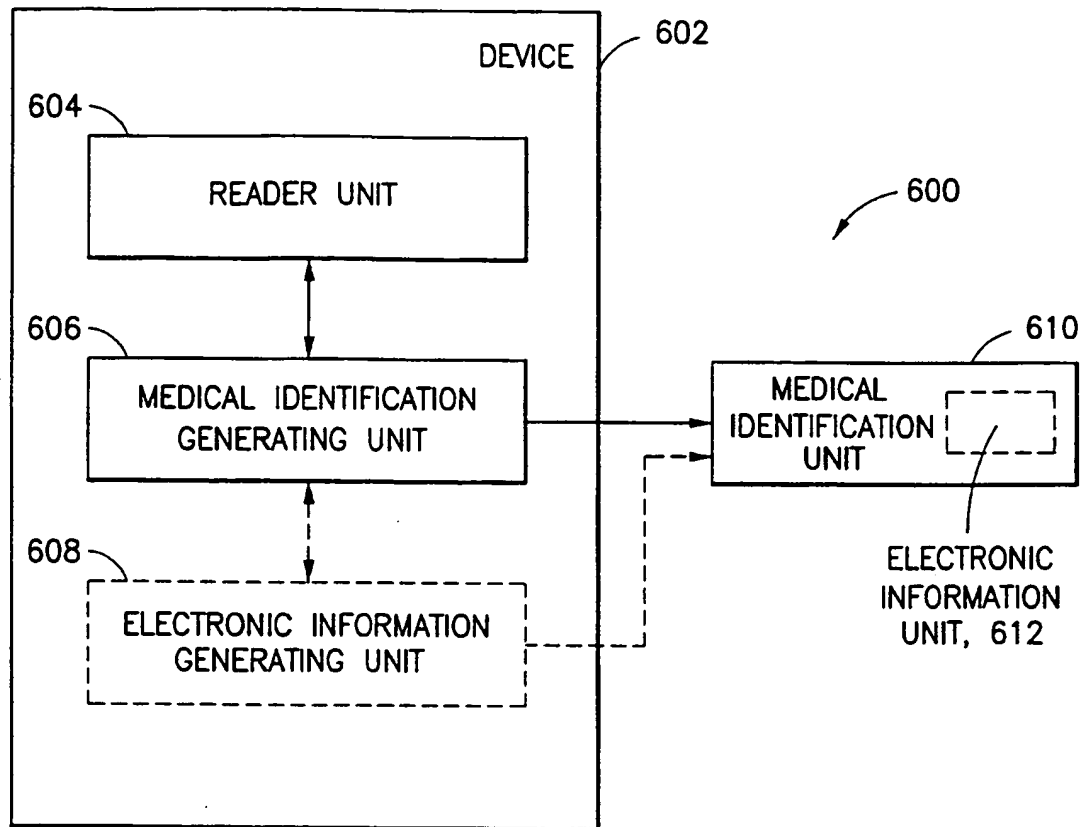 DEVICE
602
604
READER UNIT
600
606
MEDICAL IDENTIFICATION
GENERATING UNIT
610
MEDICAL
IDENTIFICATION
UNIT
608
ELECTRONIC INFORMATION
GENERATING UNIT
ELECTRONIC
INFORMATION
UNIT, 612